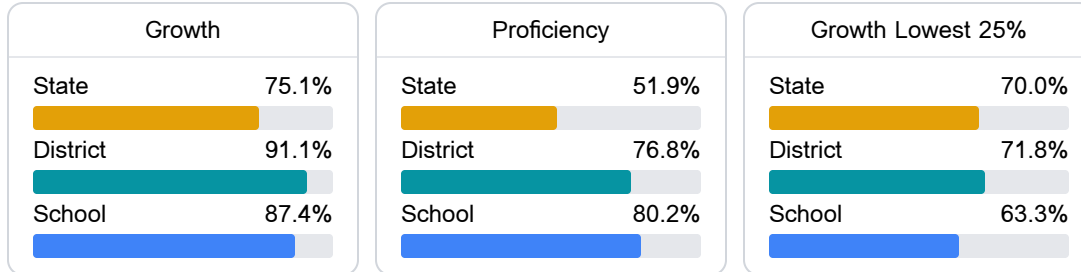 Growth
State 75.1%
District 91.1%
School 87.4%
Proficiency
State 51.9%
District 76.8%
School 80.2%
Growth Lowest 25%
State 70.0%
District 71.8%
School 63.3%